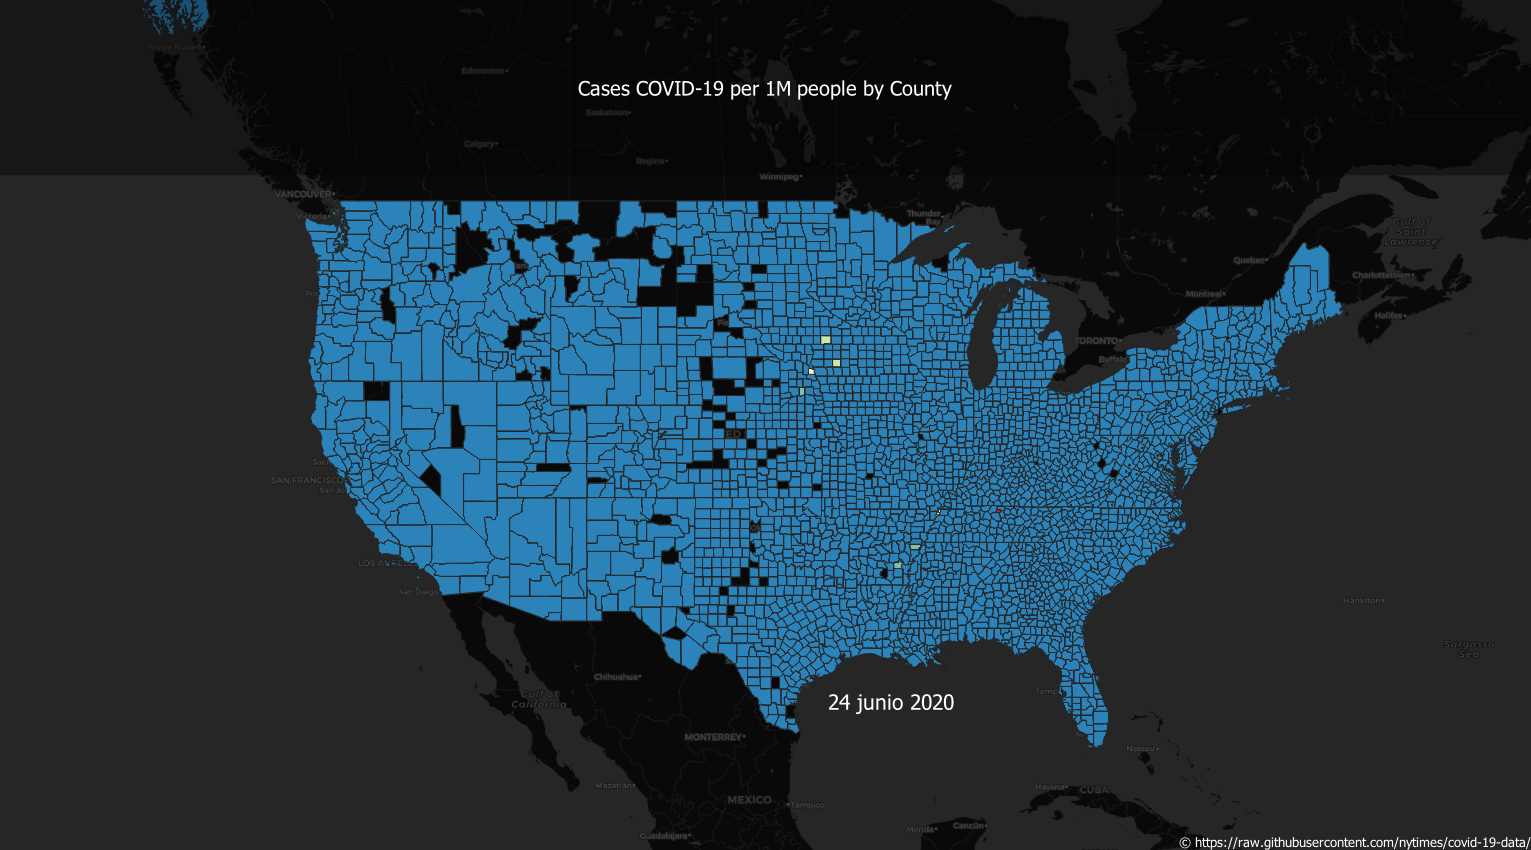 Prince Rupert
Edmonton
Cases COVID-19 per 1M people by County
Saskatoon
Calgary
Regina
Winnipeg
VANCOUVER
Victoria
Thunder
Bay
Gulf of
Saint
Lawrence
Quebec
Charlottetown
Montreal
Halifax
TORONTO
Buffalo
SAN FRANCISCO
San Jo
LOS ANGELES
San Diego
Hamilton
Sargasso
Sea
Chihuahua
Gulf of
California
Tamp
24 junio 2020
MONTERREY
Nassau
Mazatlán
Havana
CUBA
MEXICO
Tampico
Guadalajara
Mérida
Cancún
© https://raw.githubusercontent.com/nytimes/covid-19-data/